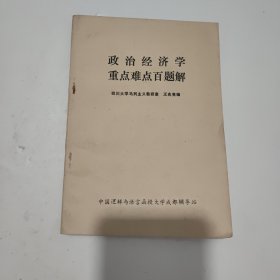 政治经济学
重点难点百题解
四川大学马列主义教研室
中国逻辑与语言函授大学成都辅导站